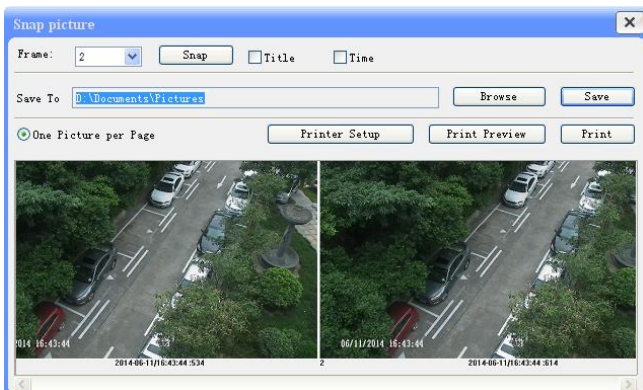 Snap picture
Frame: 2 Snap Title Time
Save To D:\Documents\Pictures Browse Save
One Picture per Page Printer Setup Print Preview Print
2014 16:43:44
06/11/2014 16:43:44
2014-06-11/16:43:44 :534
2
2014-06-11/16:43:44 :614